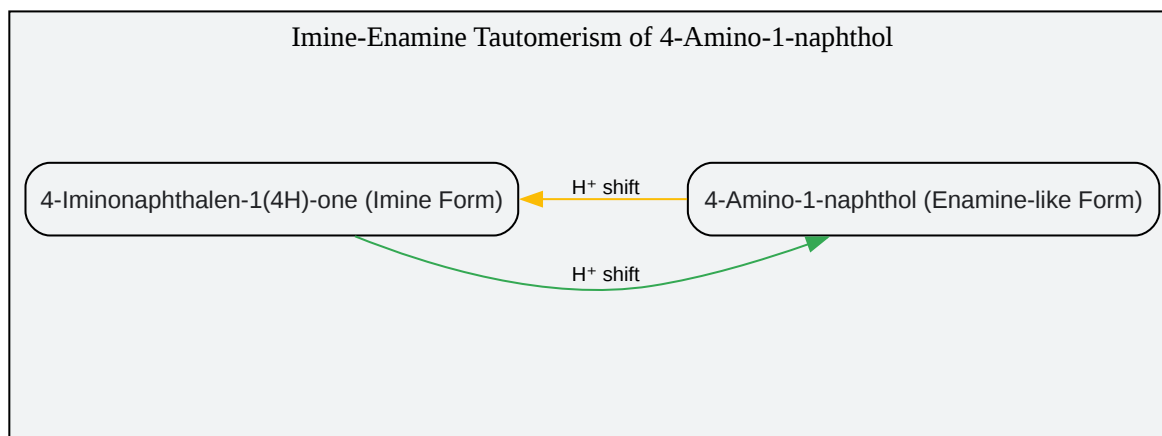 Imine-Enamine Tautomerism of 4-Amino-1-naphthol
4-Iminonaphthalen-1(4H)-one (Imine Form)
H⁺ shift
4-Amino-1-naphthol (Enamine-like Form)
H⁺ shift